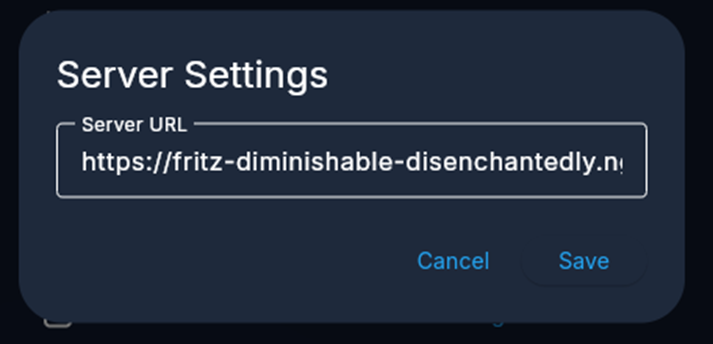 Server Settings
Server URL
https://fritz-diminishable-disenchantedly.n
Cancel
Save